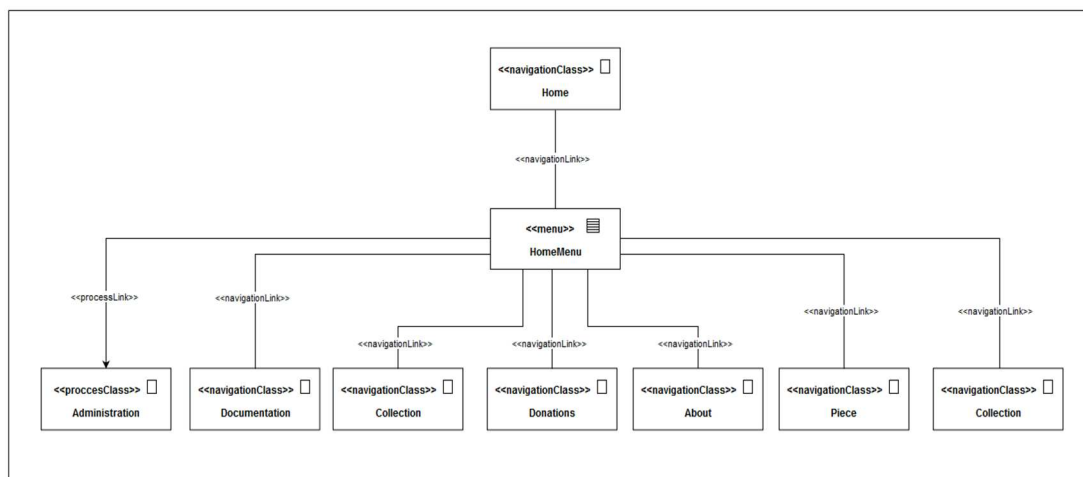 <<navigationClass>>
Home
<<navigationLink>>
<<menu>>
HomeMenu
<<processLink>>
<<navigationLink>>
<<navigationLink>>
<<navigationLink>>
<<navigationLink>>
<<navigationLink>>
<<navigationLink>>
<<proccesClass>>
Administration
<<navigationClass>>
Documentation
<<navigationClass>>
Collection
<<navigationClass>>
Donations
<<navigationClass>>
About
<<navigationClass>>
Piece
<<navigationClass>>
Collection